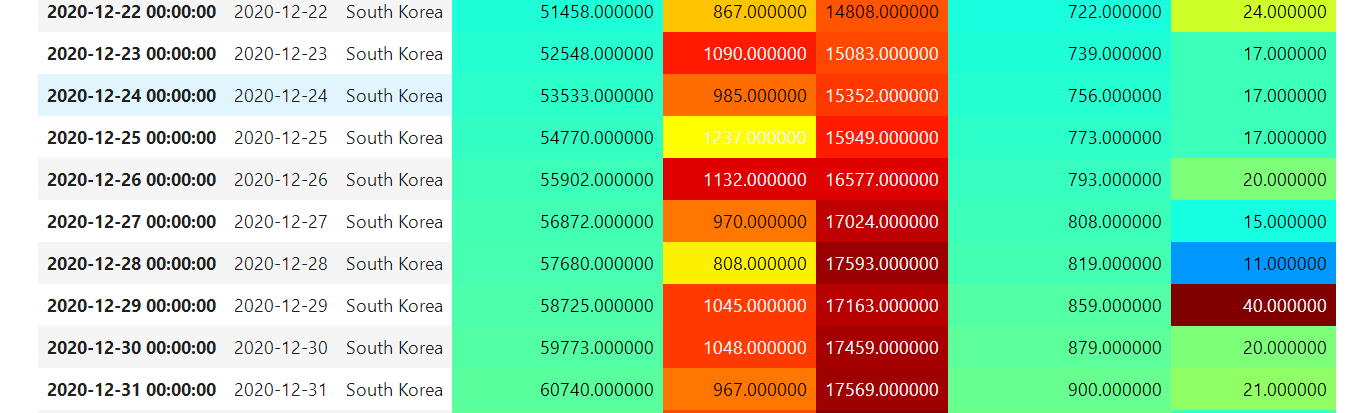 2020-12-22 00:00:00 2020-12-22 South Korea 51458.000000 867.000000 14808.000000 722.000000 24.000000
2020-12-23 00:00:00 2020-12-23 South Korea 52548.000000 1090.000000 15083.000000 739.000000 17.000000
2020-12-24 00:00:00 2020-12-24 South Korea 53533.000000 985.000000 15352.000000 756.000000 17.000000
2020-12-25 00:00:00 2020-12-25 South Korea 54770.000000 1237.000000 15949.000000 773.000000 17.000000
2020-12-26 00:00:00 2020-12-26 South Korea 55902.000000 1132.000000 16577.000000 793.000000 20.000000
2020-12-27 00:00:00 2020-12-27 South Korea 56872.000000 970.000000 17024.000000 808.000000 15.000000
2020-12-28 00:00:00 2020-12-28 South Korea 57680.000000 808.000000 17593.000000 819.000000 11.000000
2020-12-29 00:00:00 2020-12-29 South Korea 58725.000000 1045.000000 17163.000000 859.000000 40.000000
2020-12-30 00:00:00 2020-12-30 South Korea 59773.000000 1048.000000 17459.000000 879.000000 20.000000
2020-12-31 00:00:00 2020-12-31 South Korea 60740.000000 967.000000 17569.000000 900.000000 21.000000